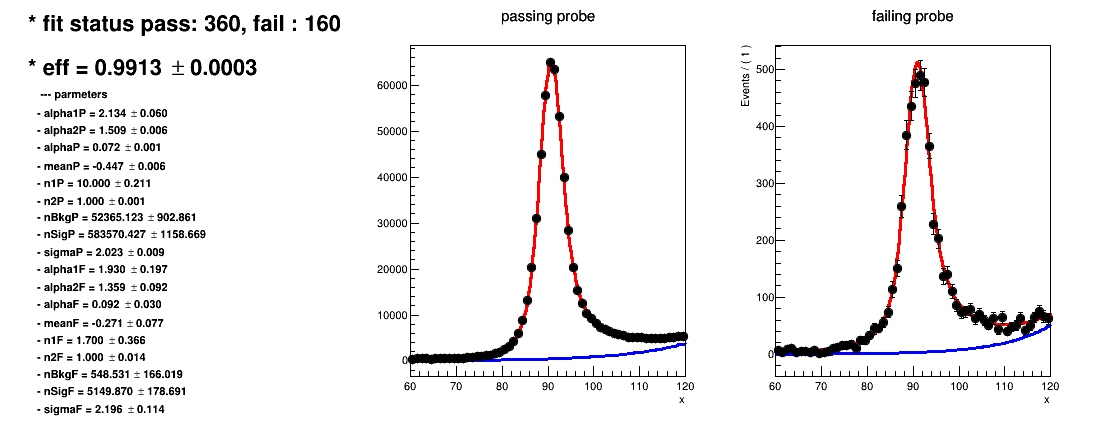 * fit status pass: 360, fail : 160
* eff = 0.9913 ± 0.0003
--- parmeters
- alpha1P = 2.134 ± 0.060
- alpha2P = 1.509 ± 0.006
- alphaP = 0.072 ± 0.001
- meanP = -0.447 ± 0.006
- n1P = 10.000 ± 0.211
- n2P = 1.000 ± 0.001
- nBkgP = 52365.123 ± 902.861
- nSigP = 583570.427 ± 1158.669
- sigmaP = 2.023 ± 0.009
- alpha1F = 1.930 ± 0.197
- alpha2F = 1.359 ± 0.092
- alphaF = 0.092 ± 0.030
- meanF = -0.271 ± 0.077
- n1F = 1.700 ± 0.366
- n2F = 1.000 ± 0.014
- nBkgF = 548.531 ± 166.019
- nSigF = 5149.870 ± 178.691
- sigmaF = 2.196 ± 0.114
passing probe
60000
50000
40000
30000
20000
10000
0
60 70 80 90 100 110 120
x
failing probe
Events / ( 1 )
500
400
300
200
100
0
60 70 80 90 100 110 120
x